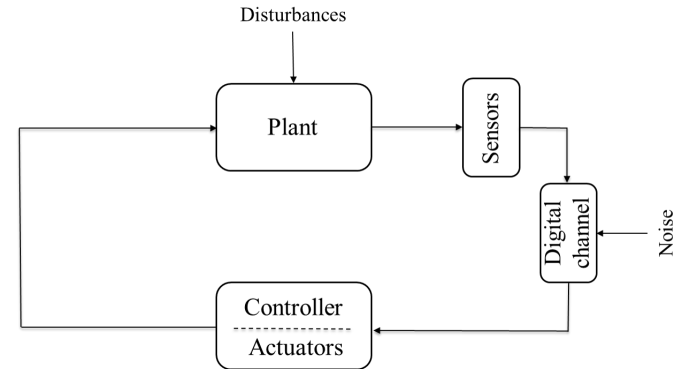 Disturbances
Plant
Sensors
Digital
channel
Noise
Controller
Actuators